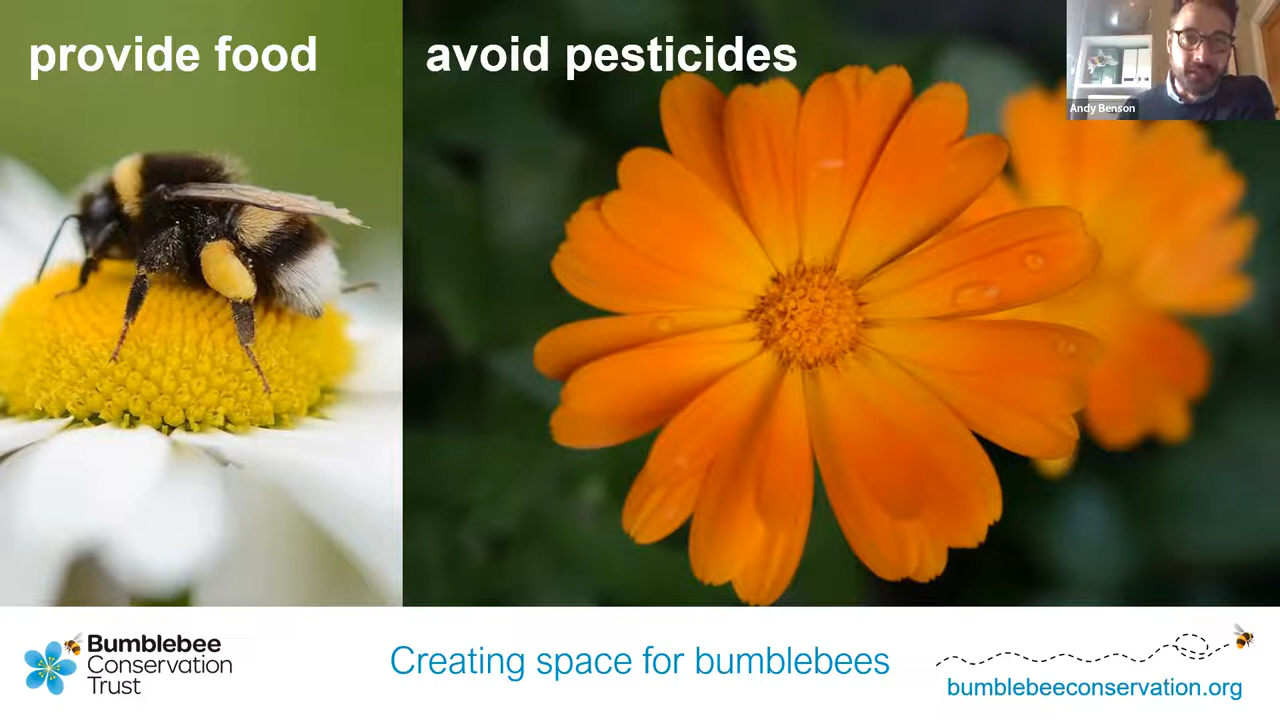 provide food
avoid pesticides
Andy Benson
Bumblebee
Conservation
Trust
Creating space for bumblebees
bumblebeeconservation.org